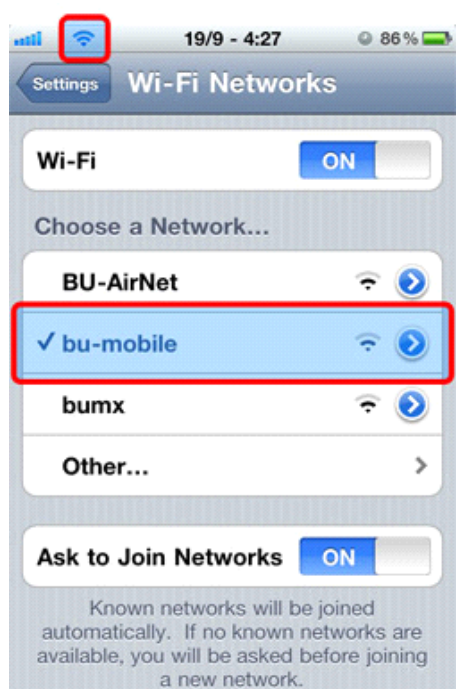 19/9 - 4:27 86%
Settings Wi-Fi Networks
Wi-Fi ON
Choose a Network...
BU-AirNet
✓ bu-mobile
bumx
Other...
Ask to Join Networks ON
Known networks will be joined
automatically. If no known networks are
available, you will be asked before joining
a new network.